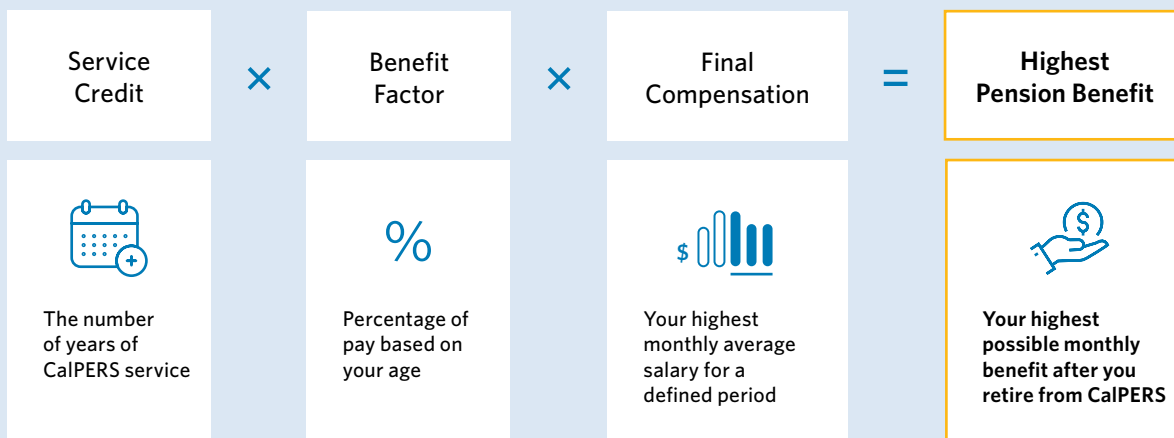 Service
Credit
×
Benefit
Factor
×
Final
Compensation
=
Highest
Pension Benefit
The number
of years of
CalPERS service
%
Percentage of
pay based on
your age
$
Your highest
monthly average
salary for a
defined period
$
Your highest
possible monthly
benefit after you
retire from CalPERS